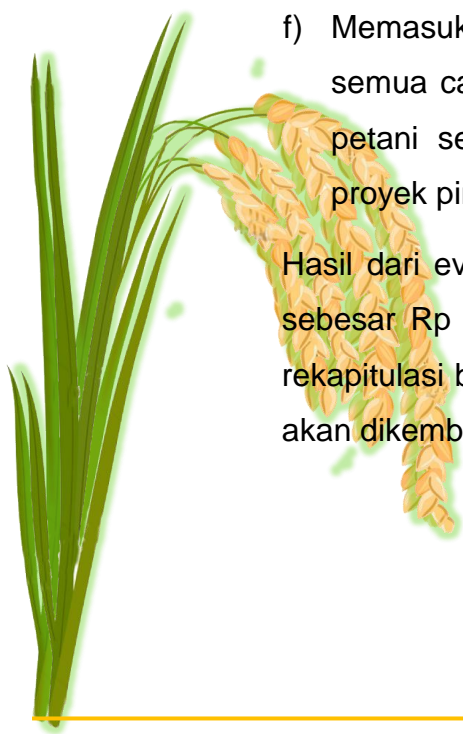 f) Memasuk
semua ca
petani se
proyek pi
Hasil dari ev
sebesar Rp
rekapitulasi b
akan dikemb